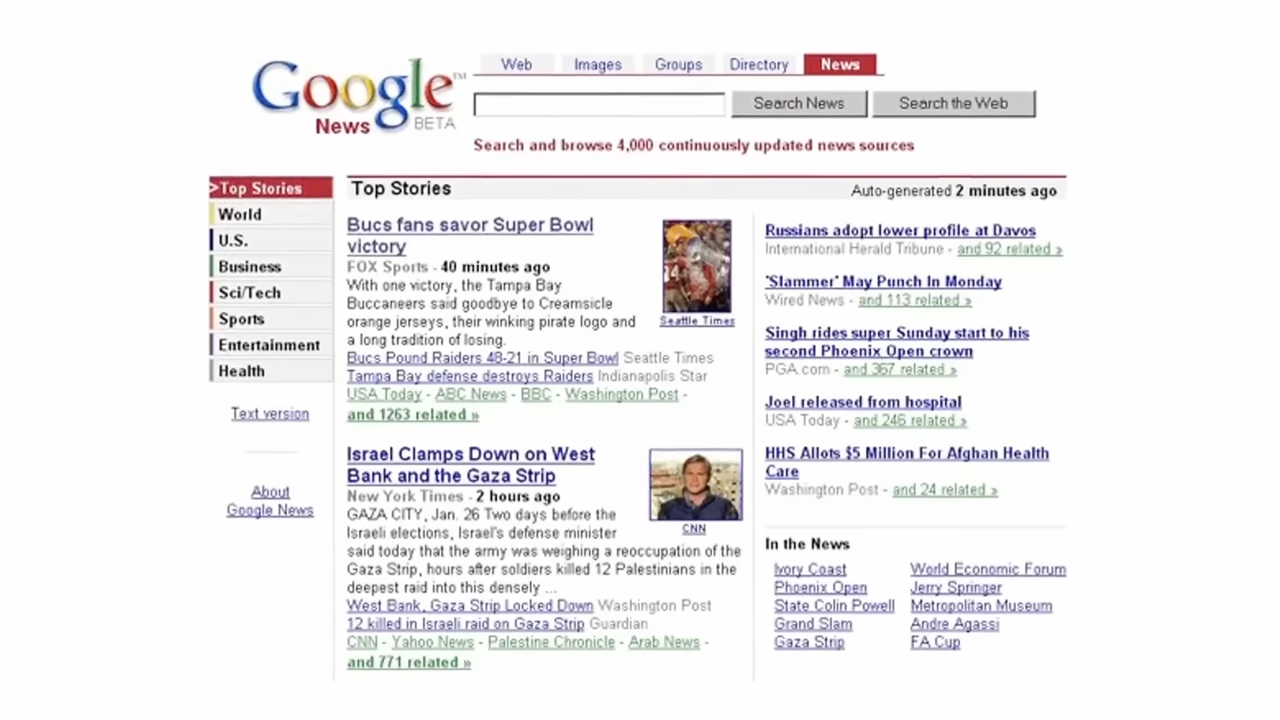 Google™
News BETA
Web Images Groups Directory News
Search News Search the Web
Search and browse 4,000 continuously updated news sources
>Top Stories
World
U.S.
Business
Sci/Tech
Sports
Entertainment
Health
Text version
About
Google News
Top Stories
Auto-generated 2 minutes ago
Bucs fans savor Super Bowl
victory
FOX Sports - 40 minutes ago
With one victory, the Tampa Bay
Buccaneers said goodbye to Creamsicle
orange jerseys, their winking pirate logo and
a long tradition of losing.
Seattle Times
Bucs Pound Raiders 48-21 in Super Bowl Seattle Times
Tampa Bay defense destroys Raiders Indianapolis Star
USA Today - ABC News - BBC - Washington Post -
and 1263 related »
Israel Clamps Down on West
Bank and the Gaza Strip
New York Times - 2 hours ago
GAZA CITY, Jan. 26 Two days before the
Israeli elections, Israel's defense minister
said today that the army was weighing a reoccupation of the
Gaza Strip, hours after soldiers killed 12 Palestinians in the
deepest raid into this densely ...
CNN
West Bank, Gaza Strip Locked Down Washington Post
12 killed in Israeli raid on Gaza Strip Guardian
CNN - Yahoo News - Palestine Chronicle - Arab News -
and 771 related »
Russians adopt lower profile at Davos
International Herald Tribune - and 92 related »
'Slammer' May Punch In Monday
Wired News - and 113 related »
Singh rides super Sunday start to his
second Phoenix Open crown
PGA.com - and 367 related »
Joel released from hospital
USA Today - and 246 related »
HHS Allots $5 Million For Afghan Health
Care
Washington Post - and 24 related »
In the News
Ivory Coast World Economic Forum
Phoenix Open Jerry Springer
State Colin Powell Metropolitan Museum
Grand Slam Andre Agassi
Gaza Strip FA Cup